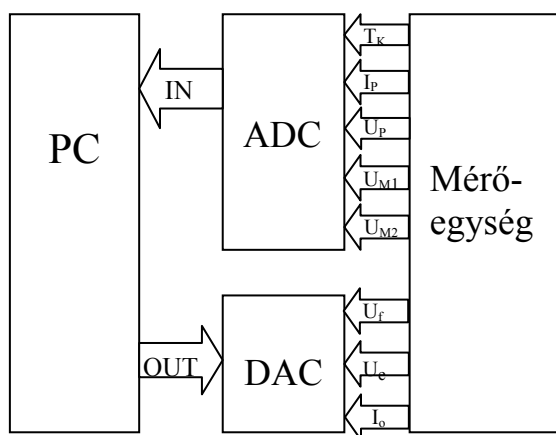 PC
IN
OUT
ADC
DAC
T_K
I_P
U_P
U_M1
U_M2
U_f
U_e
I_o
Mérő-
egység